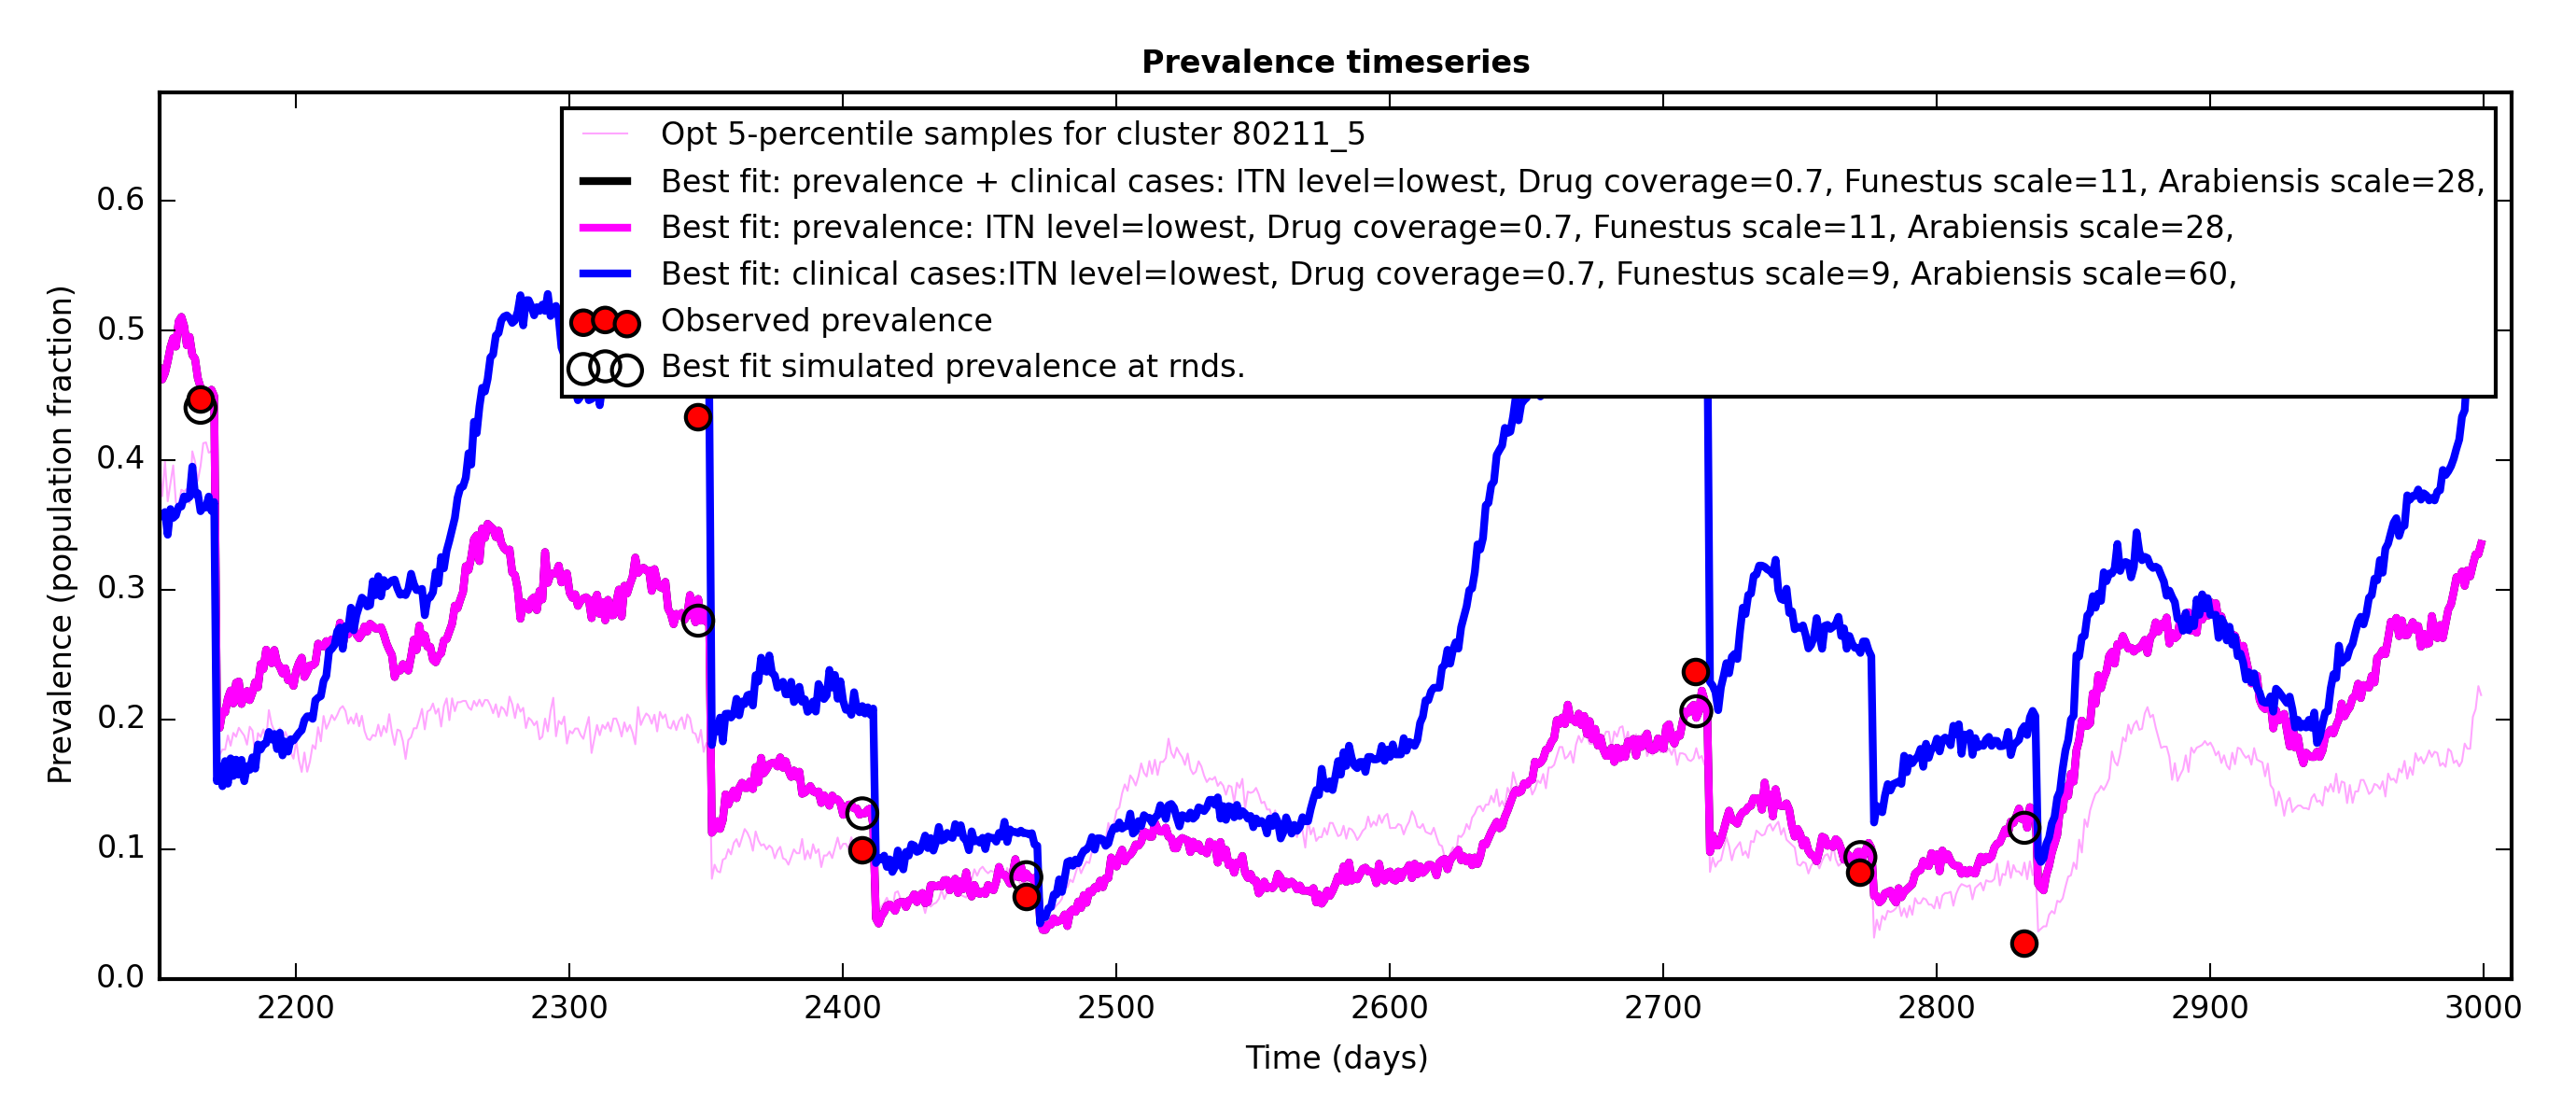 Prevalence timeseries
Opt 5-percentile samples for cluster 80211_5
Best fit: prevalence + clinical cases: ITN level=lowest, Drug coverage=0.7, Funestus scale=11, Arabiensis scale=28,
Best fit: prevalence: ITN level=lowest, Drug coverage=0.7, Funestus scale=11, Arabiensis scale=28,
Best fit: clinical cases:ITN level=lowest, Drug coverage=0.7, Funestus scale=9, Arabiensis scale=60,
Observed prevalence
Best fit simulated prevalence at rnds.
Prevalence (population fraction)
0.6
0.5
0.4
0.3
0.2
0.1
0.0
2200 2300 2400 2500 2600 2700 2800 2900 3000
Time (days)